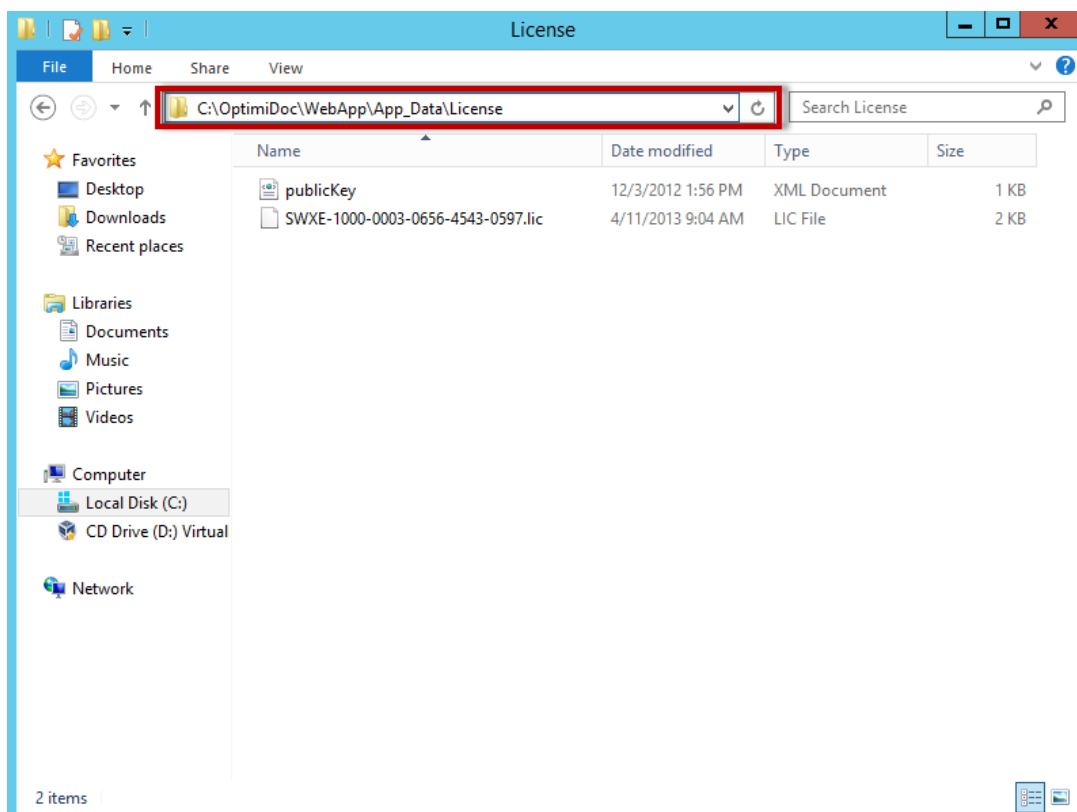 License
File Home Share View
C:\OptimiDoc\WebApp\App_Data\License Search License
Name Date modified Type Size
Favorites
Desktop
Downloads
Recent places
Libraries
Documents
Music
Pictures
Videos
Computer
Local Disk (C:)
CD Drive (D:) Virtual
Network
publicKey 12/3/2012 1:56 PM XML Document 1 KB
SWXE-1000-0003-0656-4543-0597.lic 4/11/2013 9:04 AM LIC File 2 KB
2 items